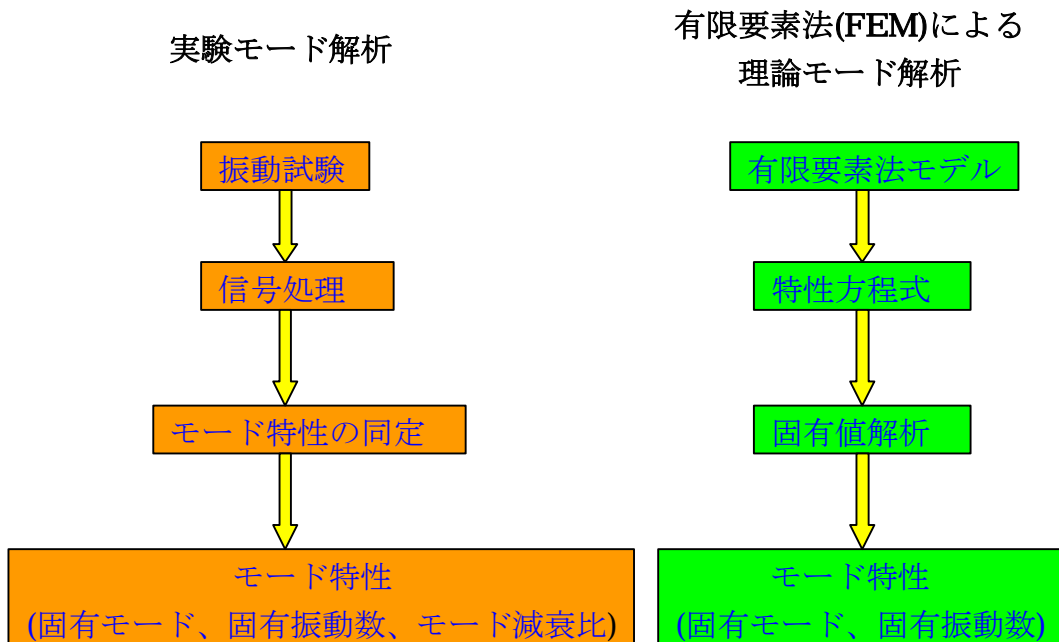 実験モード解析
振動試験
信号処理
モード特性の同定
モード特性
(固有モード、固有振動数、モード減衰比)
有限要素法(FEM)による
理論モード解析
有限要素法モデル
特性方程式
固有値解析
モード特性
(固有モード、固有振動数)